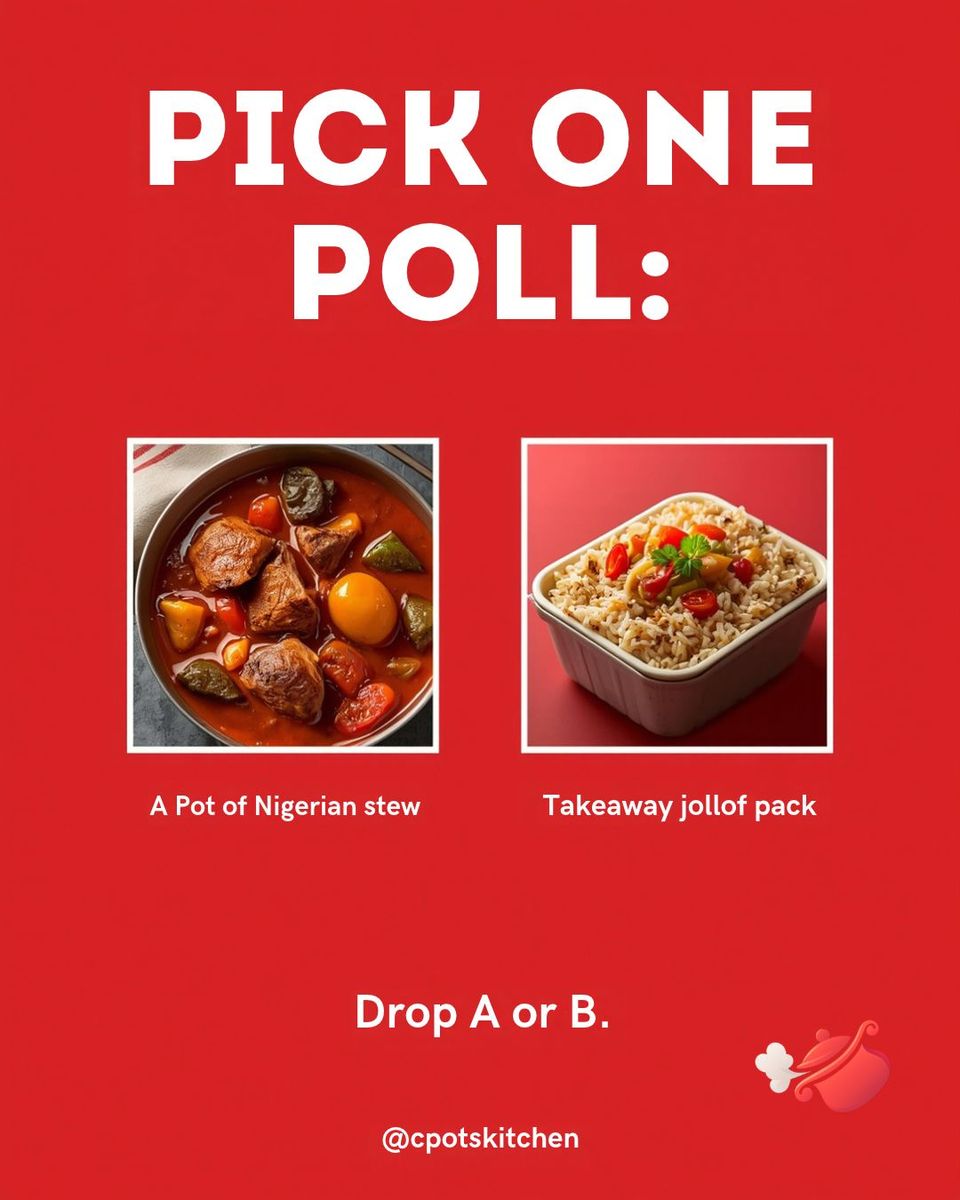 PICK ONE
POLL:
A Pot of Nigerian stew
Takeaway jollof pack
Drop A or B.
@cpotskitchen